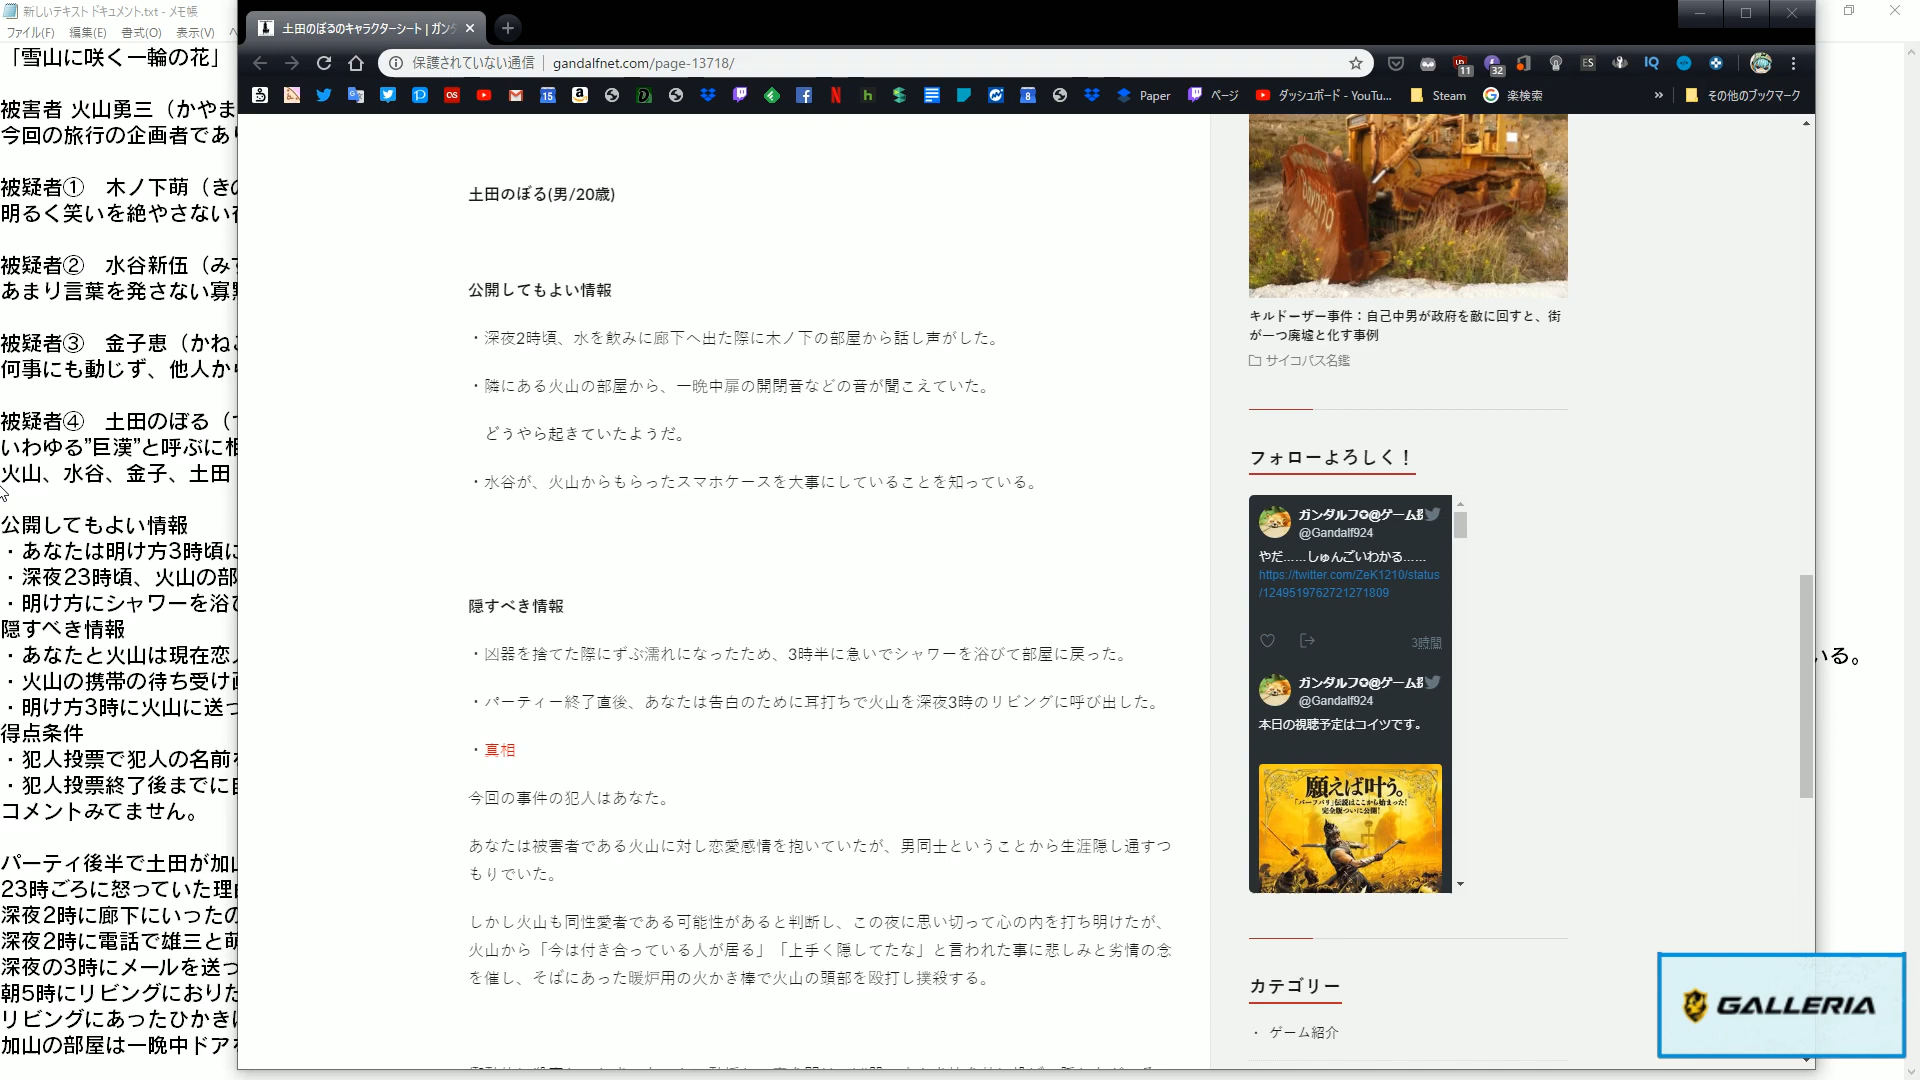 新しいテキスト ドキュメント.txt - メモ帳
ファイル(F) 編集(E) 書式(O) 表示(V)
「雪山に咲く一輪の花」
被害者 火山勇三（かやま
今回の旅行の企画者であ
被疑者① 木ノ下萌（き
明るく笑いを絶やさない
被疑者② 水谷新伍（み
あまり言葉を発さない寡
被疑者③ 金子恵（かね
何事にも動じず、他人か
被疑者④ 土田のぼる（
いわゆる”巨漢”と呼ぶに
火山、水谷、金子、土田
公開してもよい情報
・あなたは明け方3時頃に
・深夜23時頃、火山の部
・明け方にシャワーを浴び
隠すべき情報
・あなたと火山は現在恋
いる。
・火山の携帯の待ち受け
・明け方3時に火山に送っ
得点条件
・犯人投票で犯人の名前
・犯人投票終了後までに
コメントみてません。
パーティ後半で土田が加
23時ごろに怒っていた理
深夜2時に廊下にいったの
深夜2時に電話で雄三と
深夜の3時にメールを送っ
朝5時にリビングにおりた
リビングにあったひかき
加山の部屋は一晩中ドア
土田のぼるのキャラクターシート | ガンダ
保護されていない通信 gandalfnet.com/page-13718/
11 32 ES IQ
Paper ページ ダッシュボード - YouTu... Steam 楽検索 » その他のブックマーク
土田のぼる(男/20歳)
公開してもよい情報
・深夜2時頃、水を飲みに廊下へ出た際に木ノ下の部屋から話し声がした。
・隣にある火山の部屋から、一晩中扉の開閉音などの音が聞こえていた。
どうやら起きていたようだ。
・水谷が、火山からもらったスマホケースを大事にしていることを知っている。
隠すべき情報
・凶器を捨てた際にずぶ濡れになったため、3時半に急いでシャワーを浴びて部屋に戻った。
・パーティー終了直後、あなたは告白のために耳打ちで火山を深夜3時のリビングに呼び出した。
・真相
今回の事件の犯人はあなた。
あなたは被害者である火山に対し恋愛感情を抱いていたが、男同士ということから生涯隠し通すつ
もりでいた。
しかし火山も同性愛者である可能性があると判断し、この夜に思い切って心の内を打ち明けたが、
火山から「今は付き合っている人が居る」「上手く隠してたな」と言われた事に悲しみと劣情の念
を催し、そばにあった暖炉用の火かき棒で火山の頭部を殴打し撲殺する。
キルドーザー事件：自己中男が政府を敵に回すと、街
が一つ廃墟と化す事例
サイコパス名鑑
フォローよろしく！
ガンダルフ✪@ゲーム
@Gandalf924
やだ……しゅんごいわかる……
https://twitter.com/ZeK1210/status
/1249519762721271809
3時間
ガンダルフ✪@ゲーム
@Gandalf924
本日の視聴予定はコイツです。
願えば叶う。
「バーフバリ」伝説はここから始まった！
完全版ついに公開！
カテゴリー
・ ゲーム紹介
GALLERIA